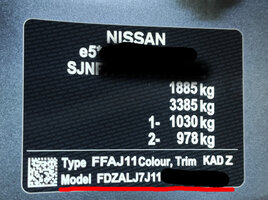 NISSAN
e5*
SJNF
1885 kg
3385 kg
1- 1030 kg
2- 978 kg
Type FFAJ11 Colour, Trim KAD Z
Model FDZALJ7J11